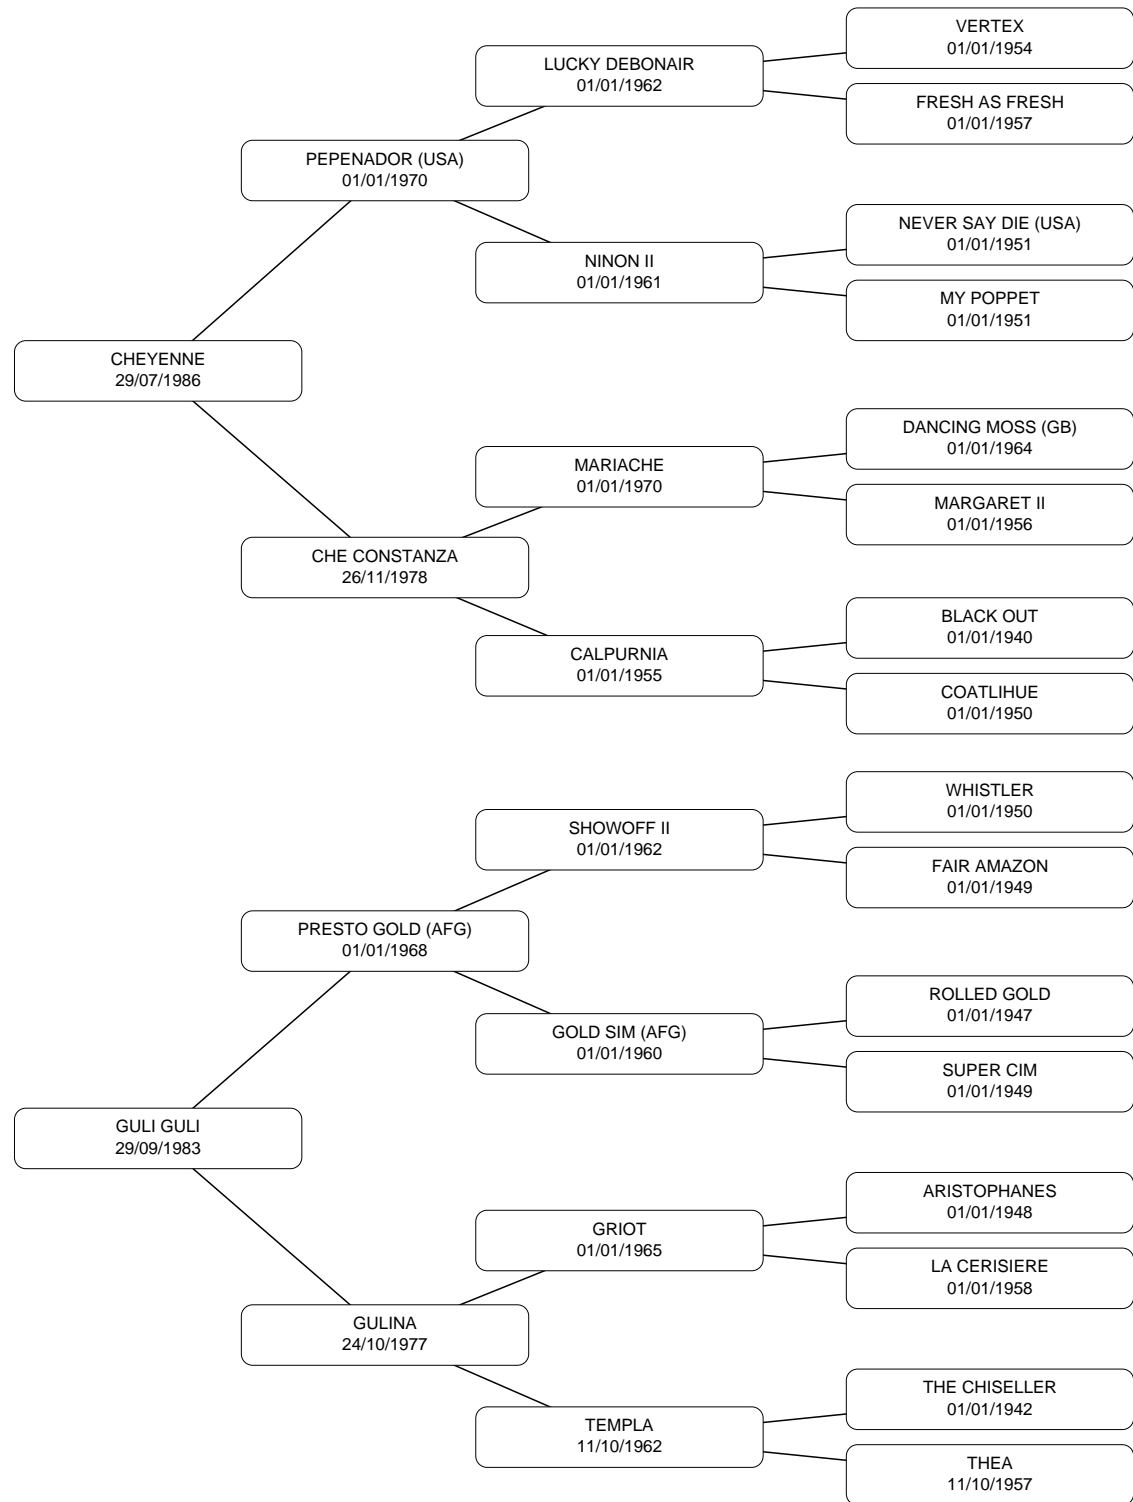 VERTEX
01/01/1954
LUCKY DEBONAIR
01/01/1962
FRESH AS FRESH
01/01/1957
PEPENADOR (USA)
01/01/1970
NEVER SAY DIE (USA)
01/01/1951
NINON II
01/01/1961
MY POPPET
01/01/1951
CHEYENNE
29/07/1986
DANCING MOSS (GB)
01/01/1964
MARIACHE
01/01/1970
MARGARET II
01/01/1956
CHE CONSTANZA
26/11/1978
BLACK OUT
01/01/1940
CALPURNIA
01/01/1955
COATLIHUE
01/01/1950
WHISTLER
01/01/1950
SHOWOFF II
01/01/1962
FAIR AMAZON
01/01/1949
PRESTO GOLD (AFG)
01/01/1968
ROLLED GOLD
01/01/1947
GOLD SIM (AFG)
01/01/1960
SUPER CIM
01/01/1949
GULI GULI
29/09/1983
ARISTOPHANES
01/01/1948
GRIOT
01/01/1965
LA CERISIERE
01/01/1958
GULINA
24/10/1977
THE CHISELLER
01/01/1942
TEMPLA
11/10/1962
THEA
11/10/1957